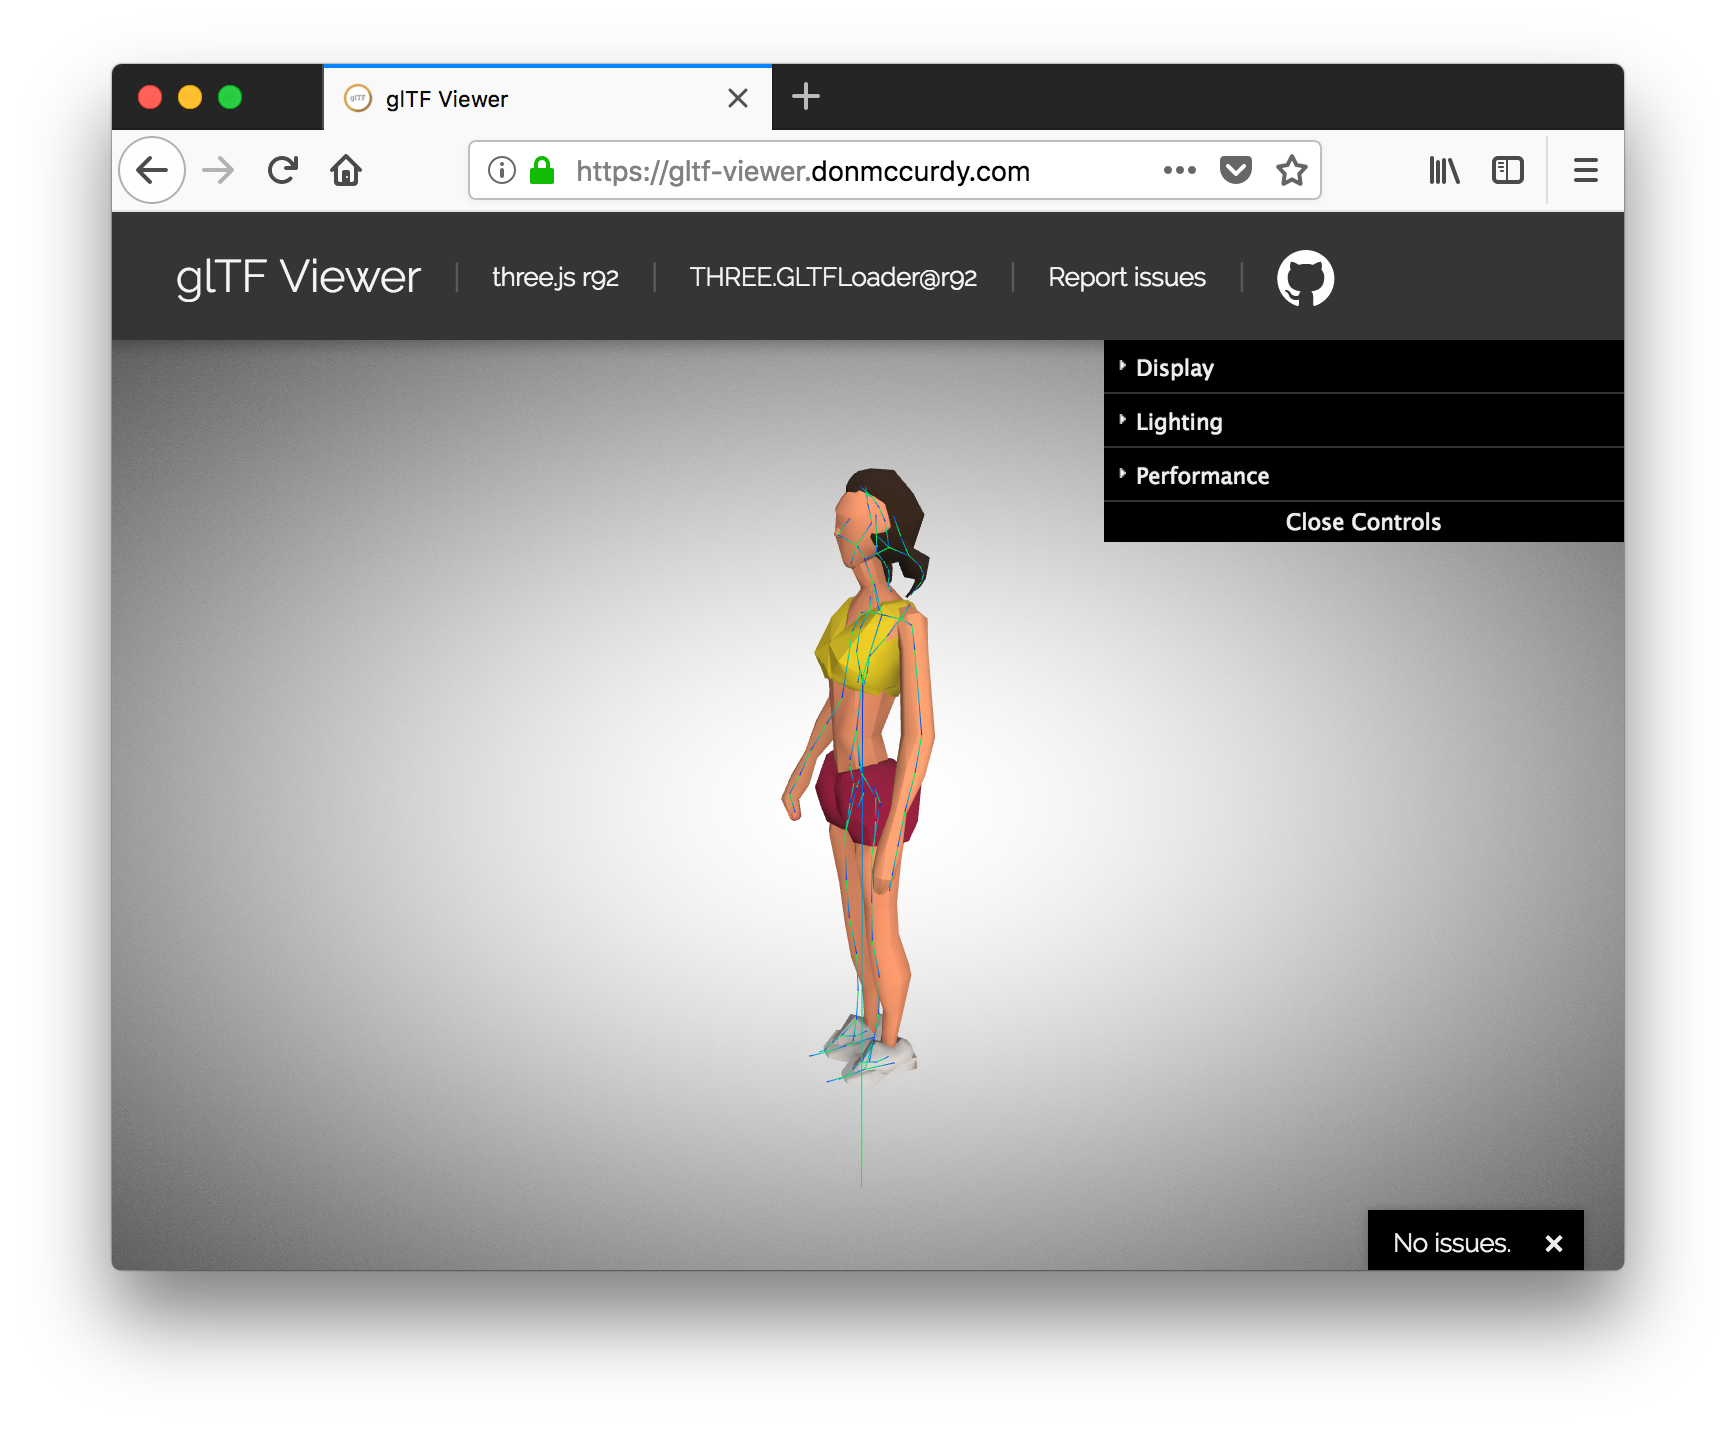 glTF Viewer
https://gltf-viewer.donmccurdy.com
glTF Viewer
three.js r92
THREE.GLTFLoader@r92
Report issues
Display
Lighting
Performance
Close Controls
No issues.